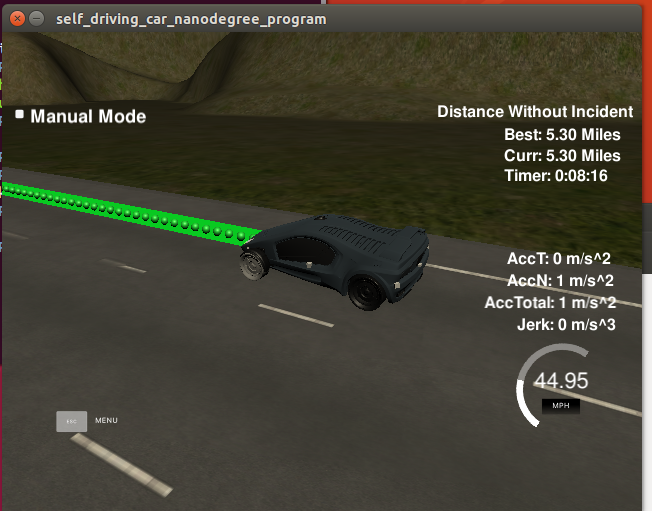 self_driving_car_nanodegree_program
Manual Mode
Distance Without Incident
Best: 5.30 Miles
Curr: 5.30 Miles
Timer: 0:08:16
AccT: 0 m/s^2
AccN: 1 m/s^2
AccTotal: 1 m/s^2
Jerk: 0 m/s^3
44.95
MPH
ESC
MENU